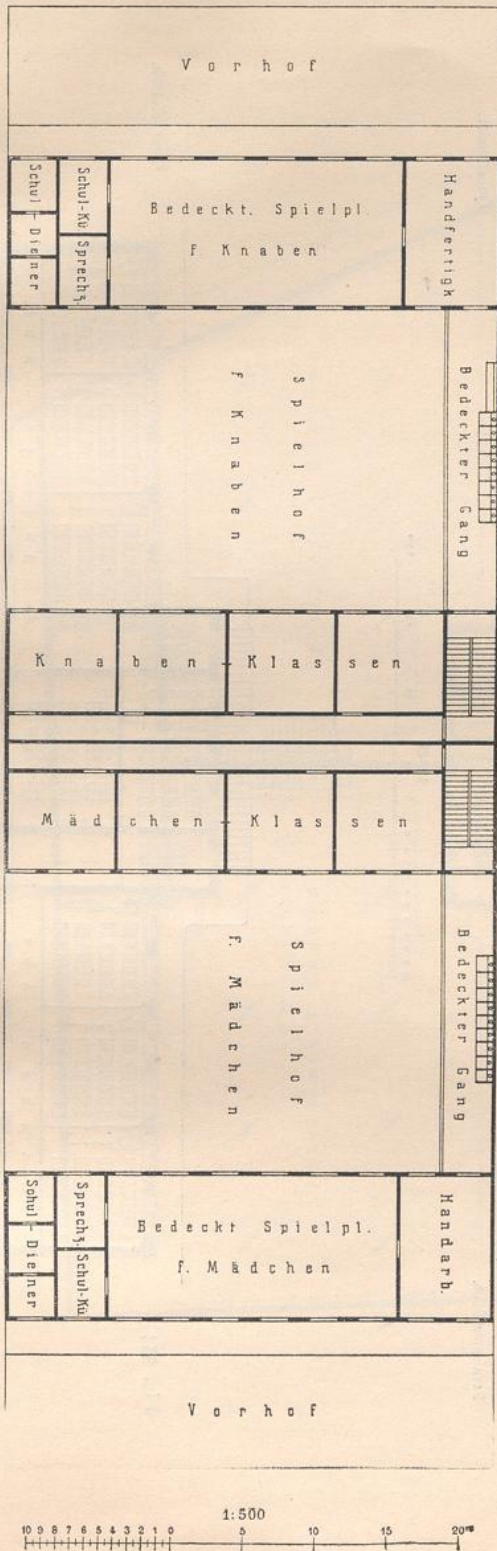 Vorhof
Schul-Diener
Schul-Kü
Sprechz.
Bedeckt. Spielpl.
f. Knaben
Handfertigk
Spielhof
f Knaben
Bedeckter Gang
Knaben-Klassen
Mädchen-Klassen
Spielhof
f. Mädchen
Bedeckter Gang
Schul-Diener
Sprechz.
Schul-Kü
Bedeckt Spielpl.
f. Mädchen
Handarb.
Vorhof
1:500
10 9 8 7 6 5 4 3 2 1 0 5 10 15 20m